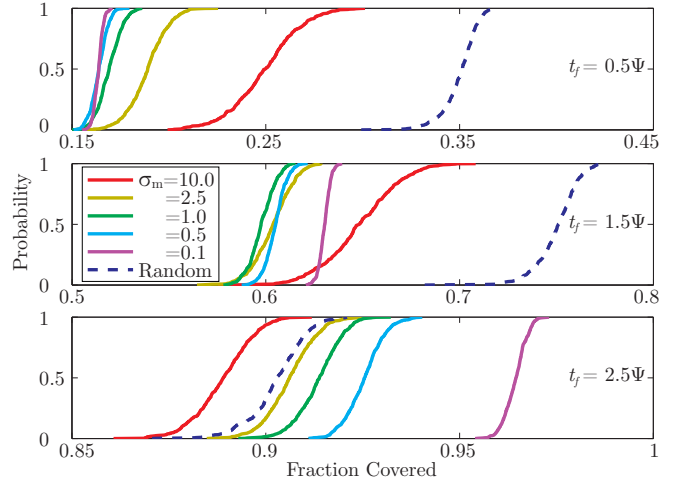 1
0.5
0
0.15 0.25 0.35 0.45
t_f = 0.5Ψ
1
0.5
0
0.5 0.6 0.7 0.8
σm=10.0
=2.5
=1.0
=0.5
=0.1
Random
t_f = 1.5Ψ
Probability
1
0.5
0
0.85 0.9 0.95 1
t_f = 2.5Ψ
Fraction Covered